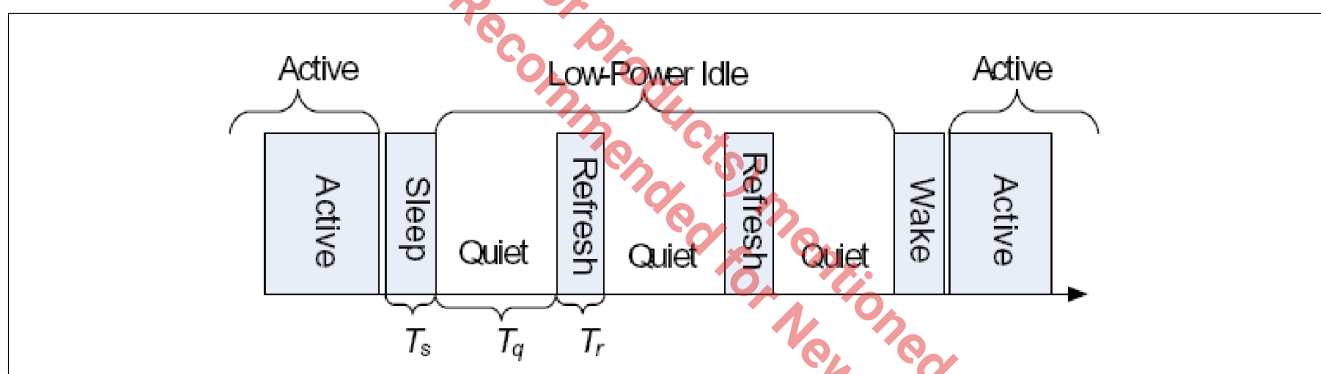 or products) mentioned
Recommended for New
Active
Low-Power Idle
Active
Active
Sleep
Quiet
Refresh
Quiet
Refresh
Quiet
Wake
Active
Ts
Tq
Tr